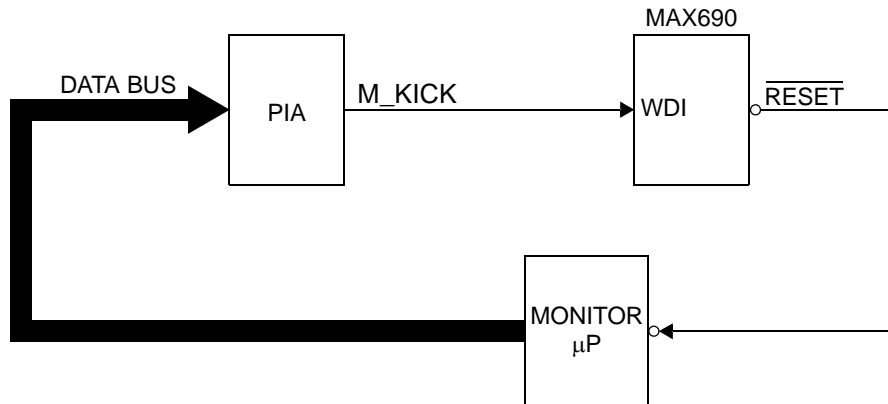 MAX690
DATA BUS
M_KICK
RESET
PIA
WDI
MONITOR
μP